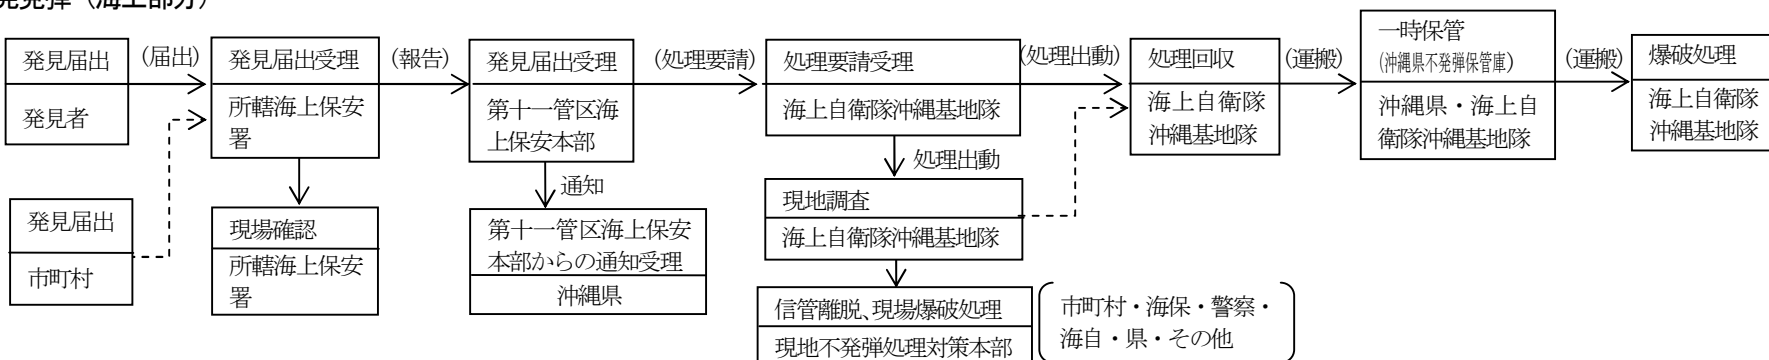 発見弾（海上部分）
発見届出
発見者
(届出)
発見届出受理
所轄海上保安
署
(報告)
発見届出受理
第十一管区海
上保安本部
(処理要請)
処理要請受理
海上自衛隊沖縄基地隊
(処理出動)
処理回収
海上自衛隊
沖縄基地隊
(運搬)
一時保管
(沖縄県不発弾保管庫)
沖縄県・海上自
衛隊沖縄基地隊
(運搬)
爆破処理
海上自衛隊
沖縄基地隊
発見届出
市町村
現場確認
所轄海上保安
署
通知
第十一管区海上保安
本部からの通知受理
沖縄県
処理出動
現地調査
海上自衛隊沖縄基地隊
信管離脱、現場爆破処理
現地不発弾処理対策本部
市町村・海保・警察・
海自・県・その他